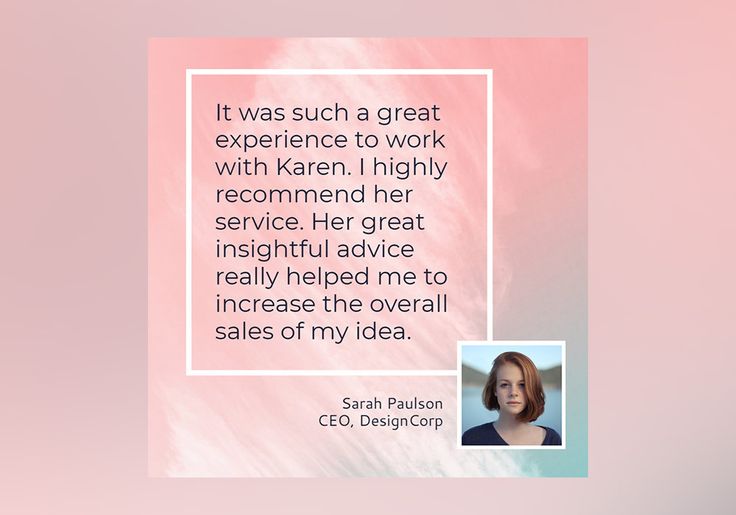 It was such a great
experience to work
with Karen. I highly
recommend her
service. Her great
insightful advice
really helped me to
increase the overall
sales of my idea.
Sarah Paulson
CEO, DesignCorp